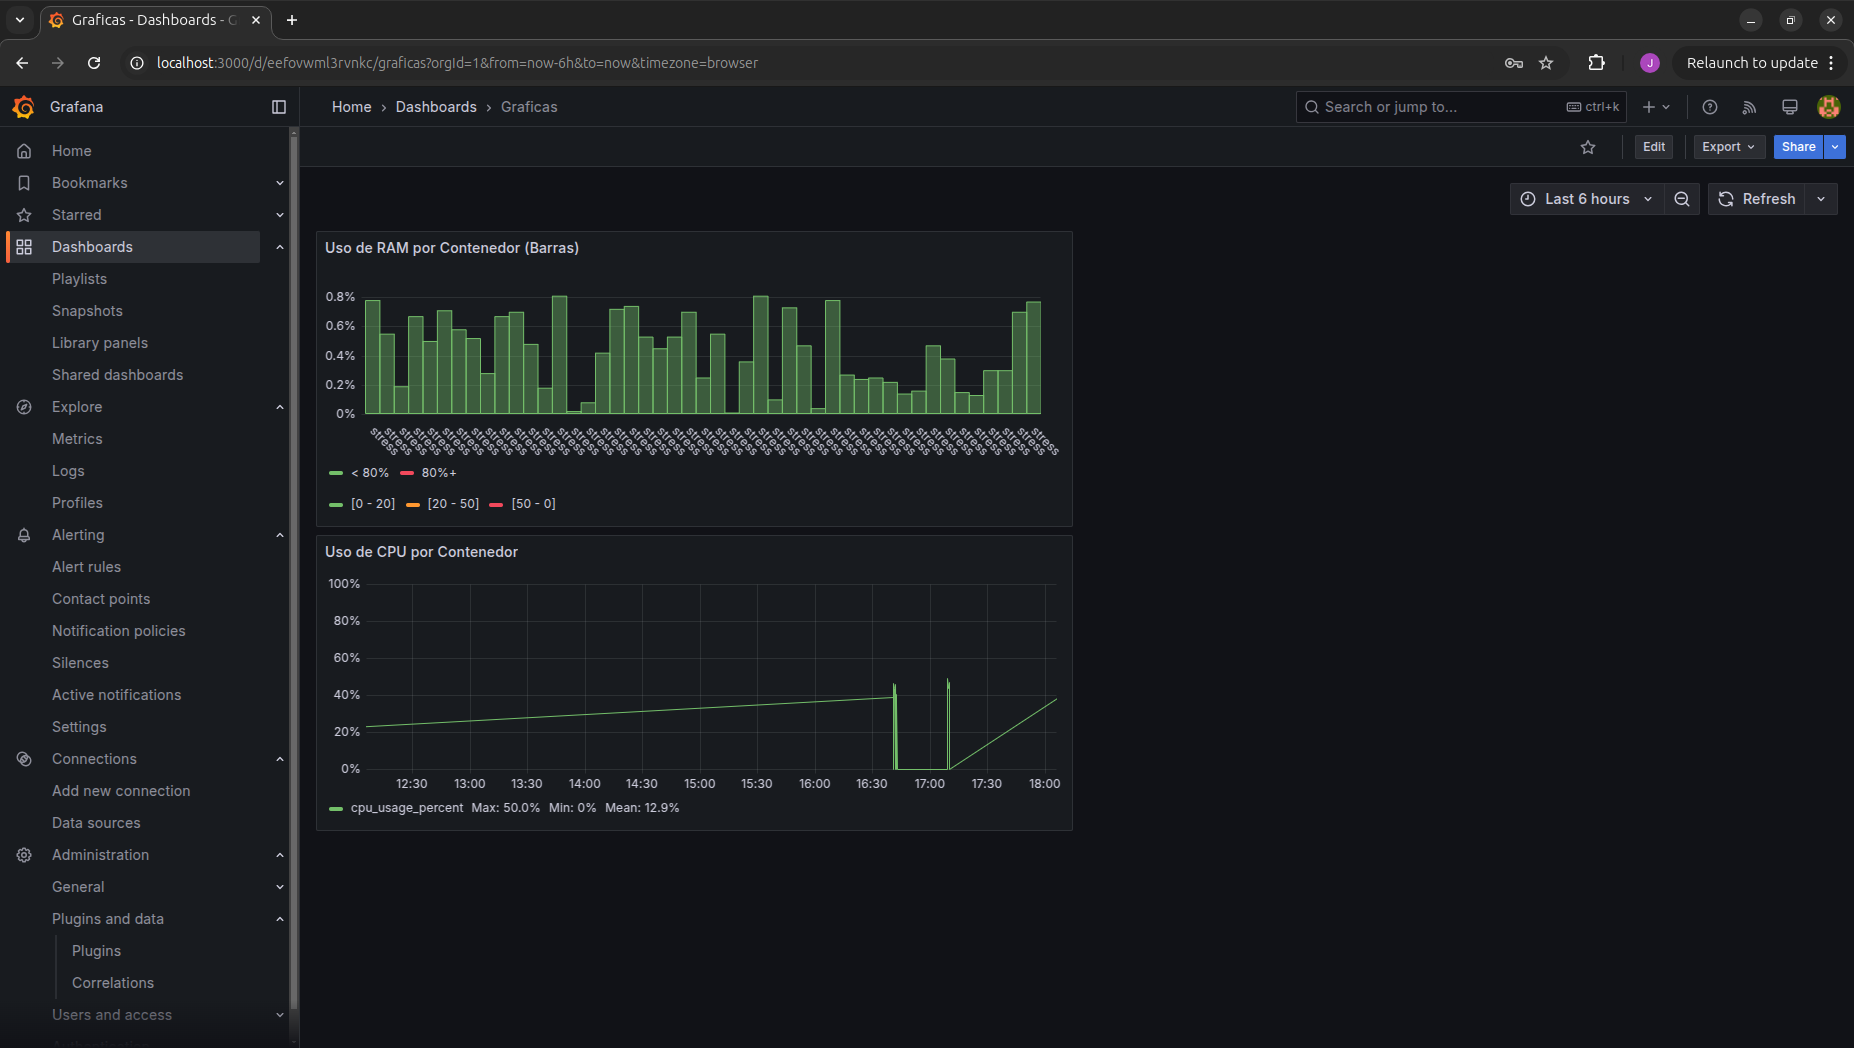 Graficas - Dashboards - G
localhost:3000/d/eefovwml3rvnkc/graficas?orgId=1&from=now-6h&to=now&timezone=browser
J
Relaunch to update
Grafana
Home › Dashboards › Graficas
Search or jump to...
ctrl+k
Home
Bookmarks
Starred
Dashboards
Playlists
Snapshots
Library panels
Shared dashboards
Explore
Metrics
Logs
Profiles
Alerting
Alert rules
Contact points
Notification policies
Silences
Active notifications
Settings
Connections
Add new connection
Data sources
Administration
General
Plugins and data
Plugins
Correlations
Users and access
Edit
Export
Share
Last 6 hours
Refresh
Uso de RAM por Contenedor (Barras)
0.8%
0.6%
0.4%
0.2%
0%
stress stress stress stress stress stress stress stress stress stress stress stress stress stress stress stress stress stress stress stress stress stress stress stress stress stress stress stress stress stress stress stress stress stress stress stress stress stress stress stress stress stress stress stress stress stress stress
< 80% 80%+
[0 - 20] [20 - 50] [50 - 0]
Uso de CPU por Contenedor
100%
80%
60%
40%
20%
0%
12:30 13:00 13:30 14:00 14:30 15:00 15:30 16:00 16:30 17:00 17:30 18:00
cpu_usage_percent Max: 50.0% Min: 0% Mean: 12.9%